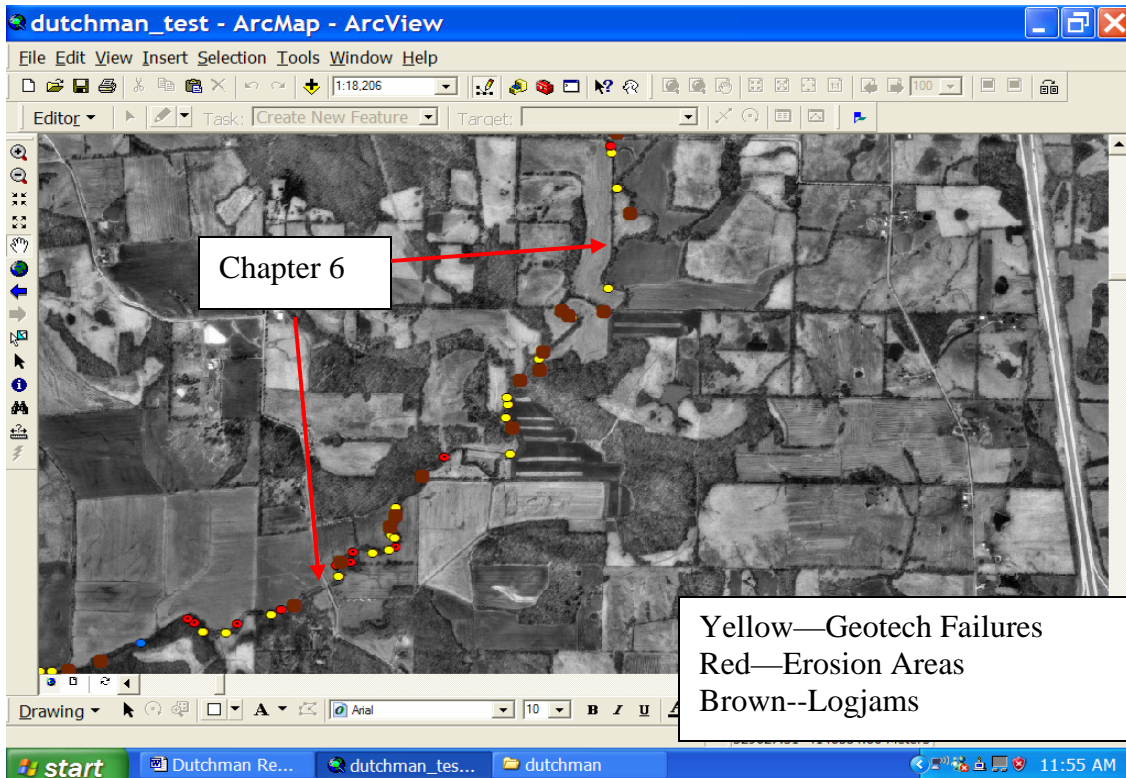 dutchman_test - ArcMap - ArcView
File Edit View Insert Selection Tools Window Help
1:18,206
100
Editor Task: Create New Feature Target:
Chapter 6
Yellow—Geotech Failures
Red—Erosion Areas
Brown--Logjams
Drawing A Arial 10 B I U A
start Dutchman Re... dutchman_tes... dutchman 11:55 AM